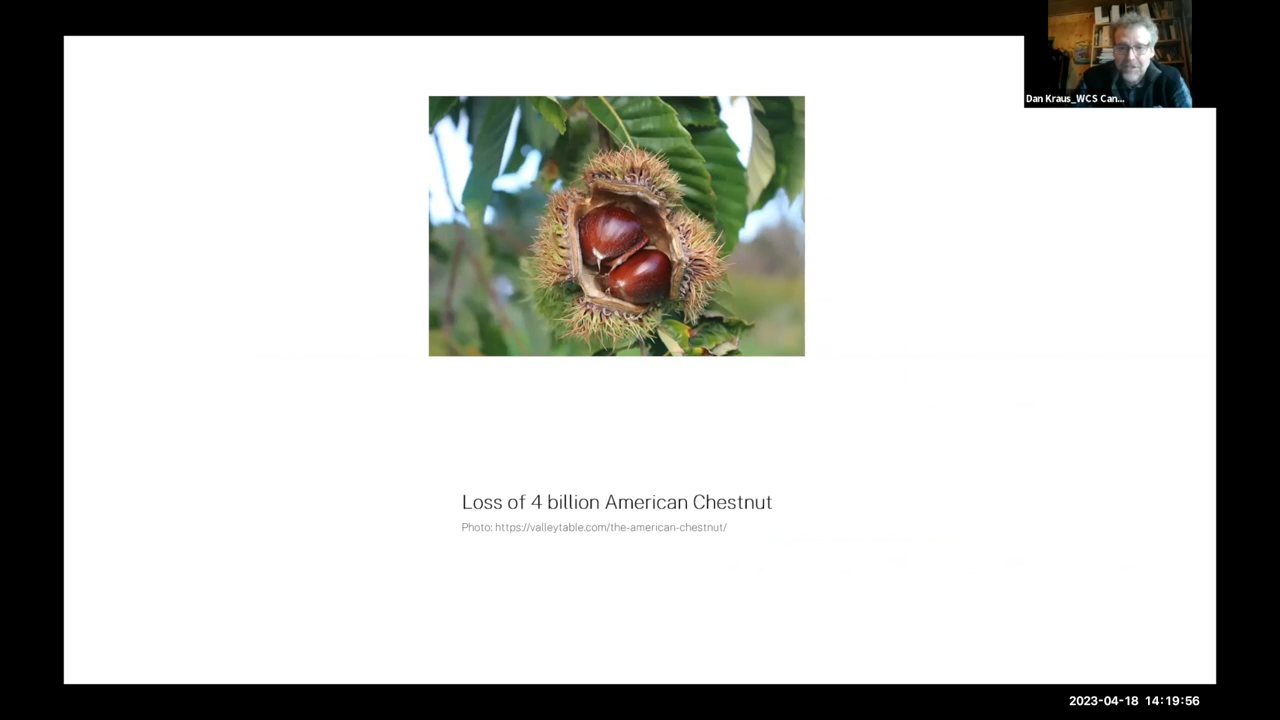 Dan Kraus_WCS Can...
Loss of 4 billion American Chestnut
Photo: https://valleytable.com/the-american-chestnut/
2023-04-18 14:19:56